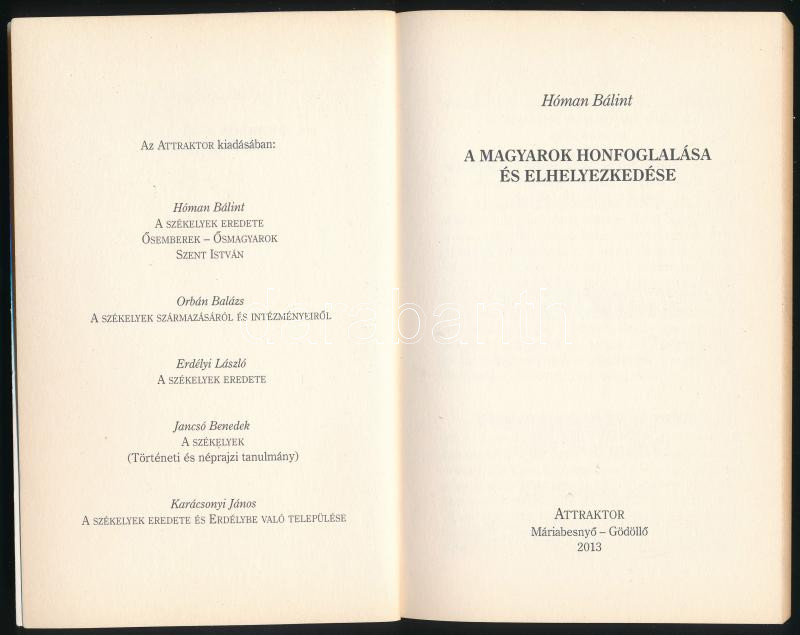 Az ATTRAKTOR kiadásában:
Hóman Bálint
A SZÉKELYEK EREDETE
ŐSEMBEREK – ŐSMAGYAROK
SZENT ISTVÁN
Orbán Balázs
A SZÉKELYEK SZÁRMAZÁSÁRÓL ÉS INTÉZMÉNYEIRŐL
Erdélyi László
A SZÉKELYEK EREDETE
Jancsó Benedek
A SZÉKELYEK
(Történeti és néprajzi tanulmány)
Karácsonyi János
A SZÉKELYEK EREDETE ÉS ERDÉLYBE VALÓ TELEPÜLÉSE
Hóman Bálint
A MAGYAROK HONFOGLALÁSA
ÉS ELHELYEZKEDÉSE
ATTRAKTOR
Máriabesnyő – Gödöllő
2013